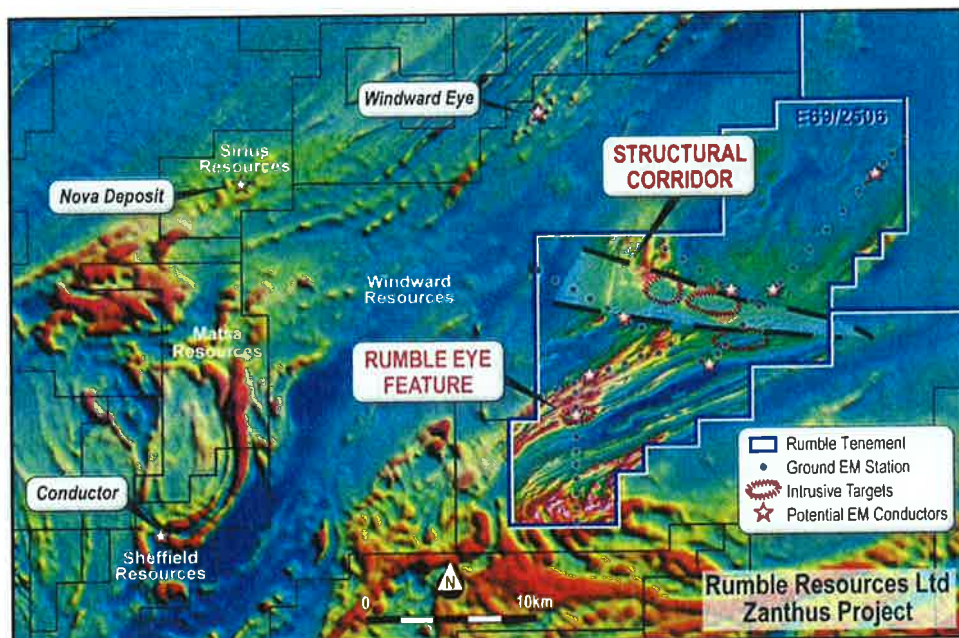 Windward Eye
E69/2506
STRUCTURAL
CORRIDOR
Sirius
Resources
Nova Deposit
Windward
Resources
Matsa
Resources
RUMBLE EYE
FEATURE
Rumble Tenement
Ground EM Station
Intrusive Targets
Potential EM Conductors
Conductor
Sheffield
Resources
N
0 10km
Rumble Resources Ltd
Zanthus Project